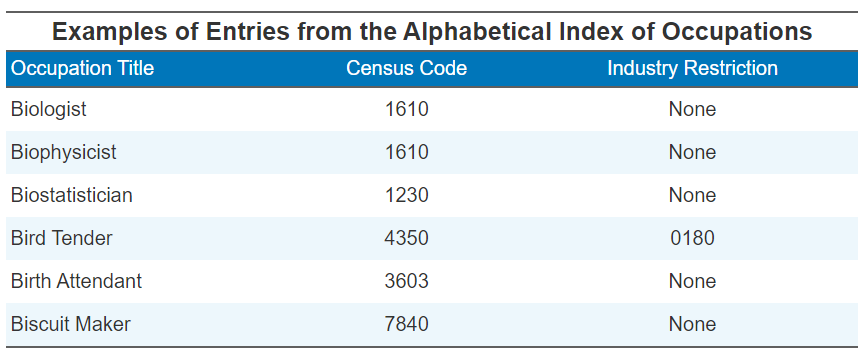 Examples of Entries from the Alphabetical Index of Occupations
Occupation Title Census Code Industry Restriction
Biologist 1610 None
Biophysicist 1610 None
Biostatistician 1230 None
Bird Tender 4350 0180
Birth Attendant 3603 None
Biscuit Maker 7840 None